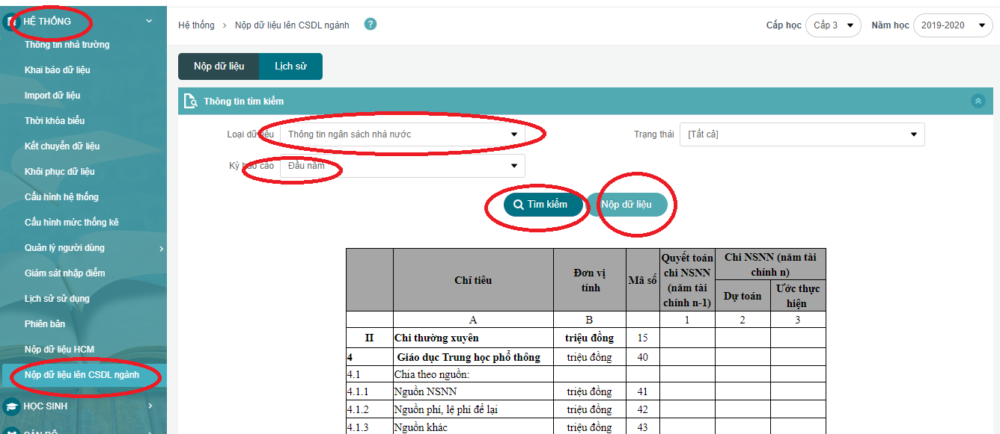 HỆ THỐNG
Thông tin nhà trường
Khai báo dữ liệu
Import dữ liệu
Thời khóa biểu
Kết chuyển dữ liệu
Khôi phục dữ liệu
Cấu hình hệ thống
Cấu hình mức thống kê
Quản lý người dùng
Giám sát nhập điểm
Lịch sử sử dụng
Phiên bản
Nộp dữ liệu HCM
Nộp dữ liệu lên CSDL ngành
HỌC SINH
CÁN BỘ
Hệ thống > Nộp dữ liệu lên CSDL ngành ?
Cấp học Cấp 3 Năm học 2019-2020
Nộp dữ liệu Lịch sử
Thông tin tìm kiếm
Loại dữ liệu Thông tin ngân sách nhà nước Trạng thái [Tất cả]
Kỳ báo cáo Đầu năm
Tìm kiếm Nộp dữ liệu
Chỉ tiêu
Đơn vị
tính
Mã số
Quyết toán
chi NSNN
(năm tài
chính n-1)
Chi NSNN (năm tài
chính n)
Dự toán
Ước thực
hiện
A B 1 2 3
II Chi thường xuyên triệu đồng 15
4 Giáo dục Trung học phổ thông triệu đồng 40
4.1 Chia theo nguồn:
4.1.1 Nguồn NSNN triệu đồng 41
4.1.2 Nguồn phí, lệ phí để lại triệu đồng 42
4.1.3 Nguồn khác triệu đồng 43